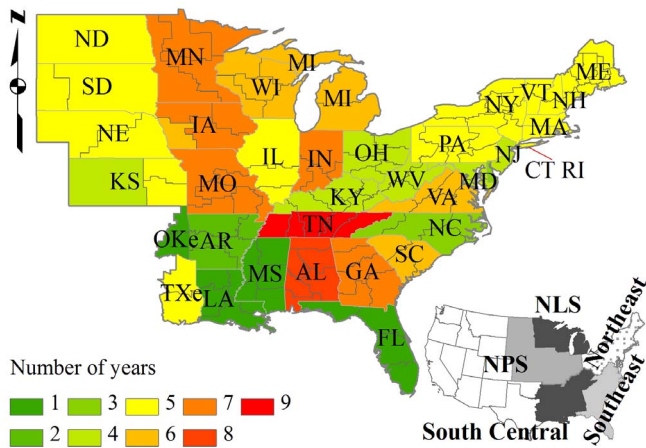 N
ND
MN
MI
ME
SD
WI
MI
NY
VT
NH
MA
NE
IA
PA
IL
IN
OH
NJ
CT RI
KS
MO
KY
WV
VA
MD
OKe
AR
TN
NC
TXe
LA
MS
AL
GA
SC
FL
NLS
Northeast
NPS
Southeast
South Central
Number of years
1 3 5 7 9
2 4 6 8